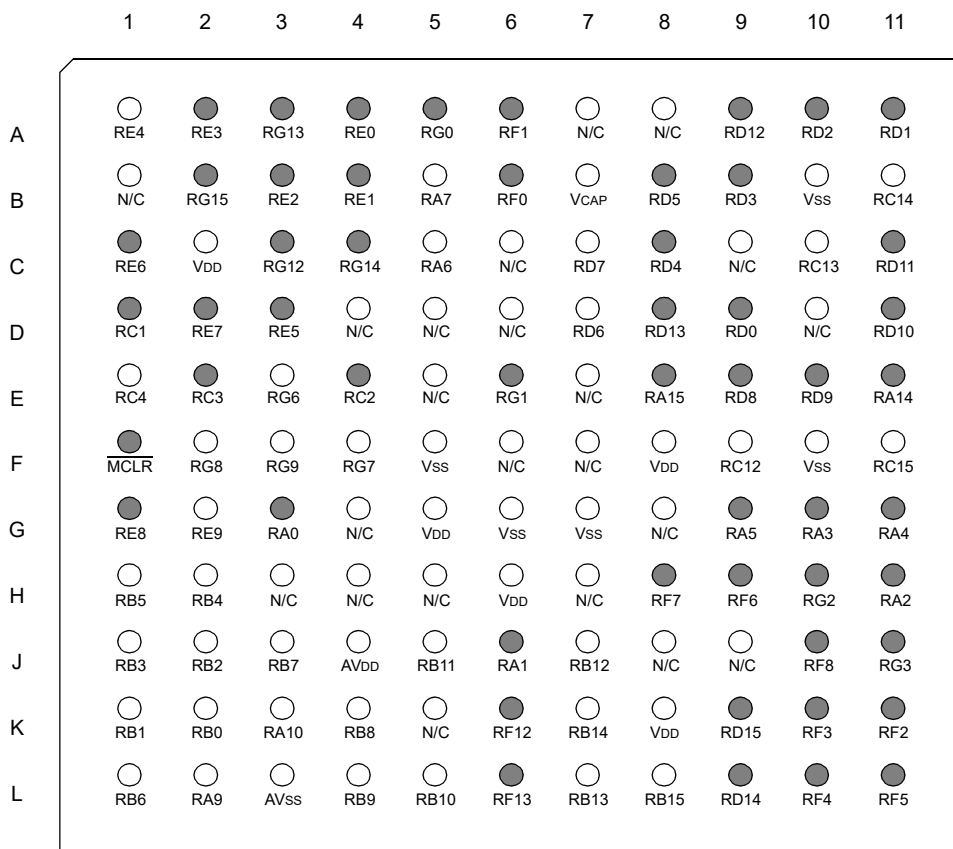 1 2 3 4 5 6 7 8 9 10 11
A
RE4 RE3 RG13 RE0 RG0 RF1 N/C N/C RD12 RD2 RD1
B
N/C RG15 RE2 RE1 RA7 RF0 VCAP RD5 RD3 VSS RC14
C
RE6 VDD RG12 RG14 RA6 N/C RD7 RD4 N/C RC13 RD11
D
RC1 RE7 RE5 N/C N/C N/C RD6 RD13 RD0 N/C RD10
E
RC4 RC3 RG6 RC2 N/C RG1 N/C RA15 RD8 RD9 RA14
F
MCLR RG8 RG9 RG7 VSS N/C N/C VDD RC12 VSS RC15
G
RE8 RE9 RA0 N/C VDD VSS VSS N/C RA5 RA3 RA4
H
RB5 RB4 N/C N/C N/C VDD N/C RF7 RF6 RG2 RA2
J
RB3 RB2 RB7 AVDD RB11 RA1 RB12 N/C N/C RF8 RG3
K
RB1 RB0 RA10 RB8 N/C RF12 RB14 VDD RD15 RF3 RF2
L
RB6 RA9 AVSS RB9 RB10 RF13 RB13 RB15 RD14 RF4 RF5